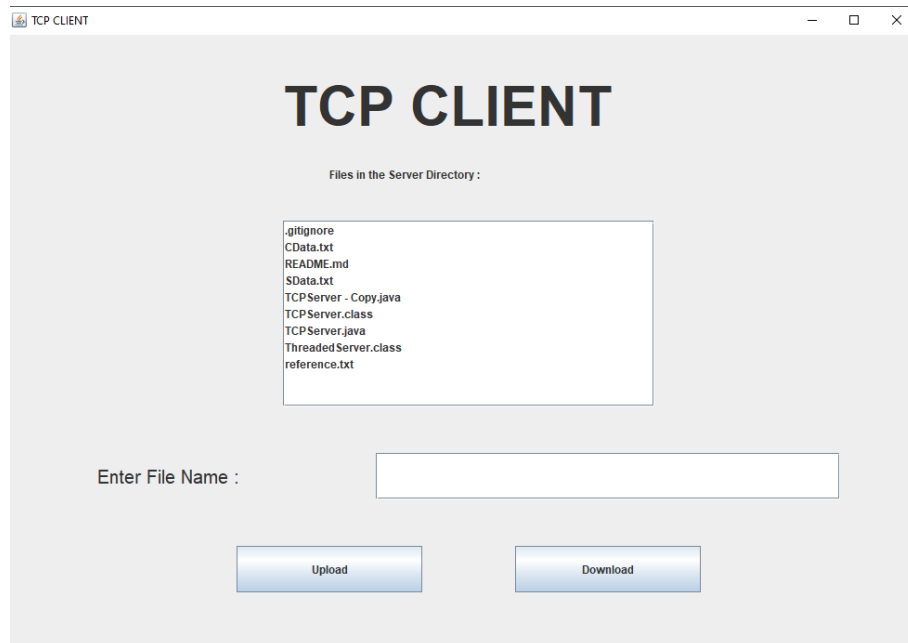 TCP CLIENT
TCP CLIENT
Files in the Server Directory :
.gitignore
CData.txt
README.md
SData.txt
TCPServer - Copy.java
TCPServer.class
TCPServer.java
ThreadedServer.class
reference.txt
Enter File Name :
Upload
Download